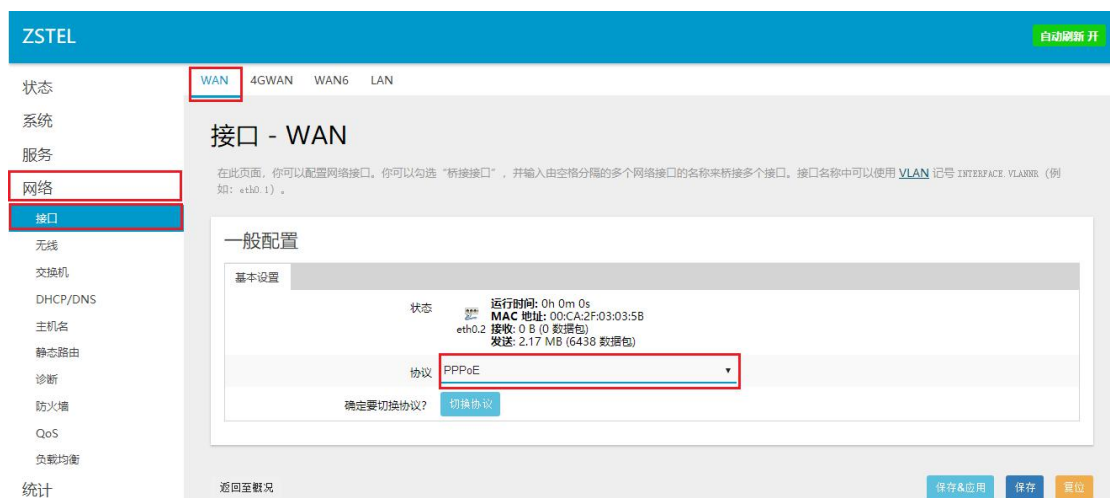 ZSTEL
自动刷新 开
状态
系统
服务
网络
接口
无线
交换机
DHCP/DNS
主机名
静态路由
诊断
防火墙
QoS
负载均衡
统计
WAN 4GWAN WAN6 LAN
接口 - WAN
在此页面，你可以配置网络接口。你可以勾选“桥接接口”，并输入由空格分隔的多个网络接口的名称来桥接多个接口。接口名称中可以使用 VLAN 记号 INTERFACE.VLANNR（例
如：eth0.1）。
一般配置
基本设置
状态
eth0.2
运行时间: 0h 0m 0s
MAC 地址: 00:CA:2F:03:03:5B
接收: 0 B (0 数据包)
发送: 2.17 MB (6438 数据包)
协议 PPPoE
确定要切换协议? 切换协议
返回至概况 保存&应用 保存 复位